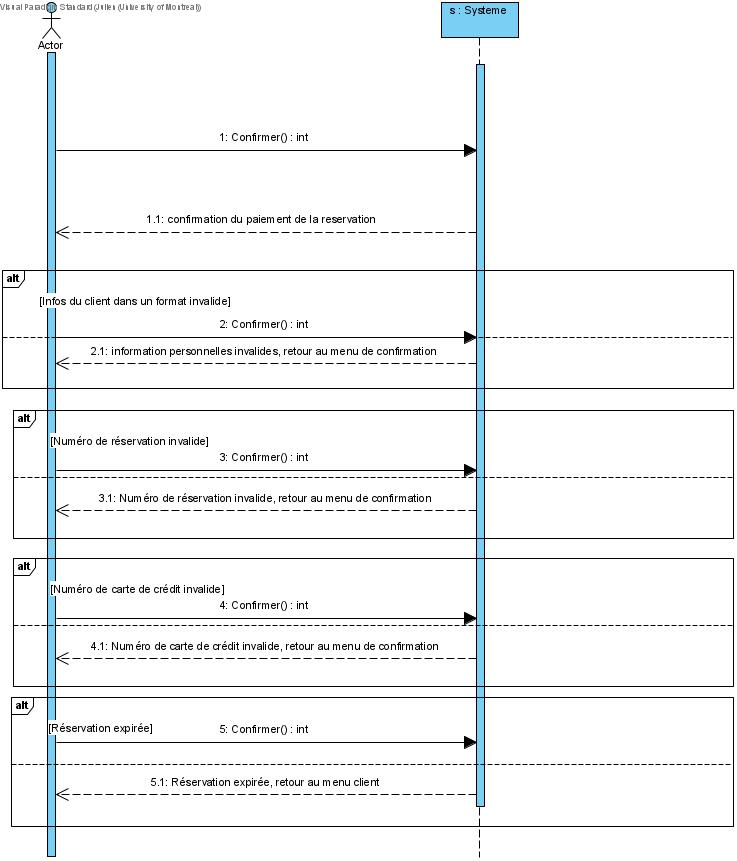 Visual Paradigm Standard (Julien (University of Montreal))
Actor
s : Systeme
1: Confirmer() : int
1.1: confirmation du paiement de la reservation
alt
[Infos du client dans un format invalide]
2: Confirmer() : int
2.1: information personnelles invalides, retour au menu de confirmation
alt
[Numéro de réservation invalide]
3: Confirmer() : int
3.1: Numéro de réservation invalide, retour au menu de confirmation
alt
[Numéro de carte de crédit invalide]
4: Confirmer() : int
4.1: Numéro de carte de crédit invalide, retour au menu de confirmation
alt
[Réservation expirée]
5: Confirmer() : int
5.1: Réservation expirée, retour au menu client